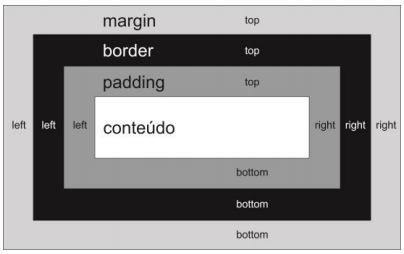 margin top
border top
padding top
left left left conteúdo right right right
bottom
bottom
bottom